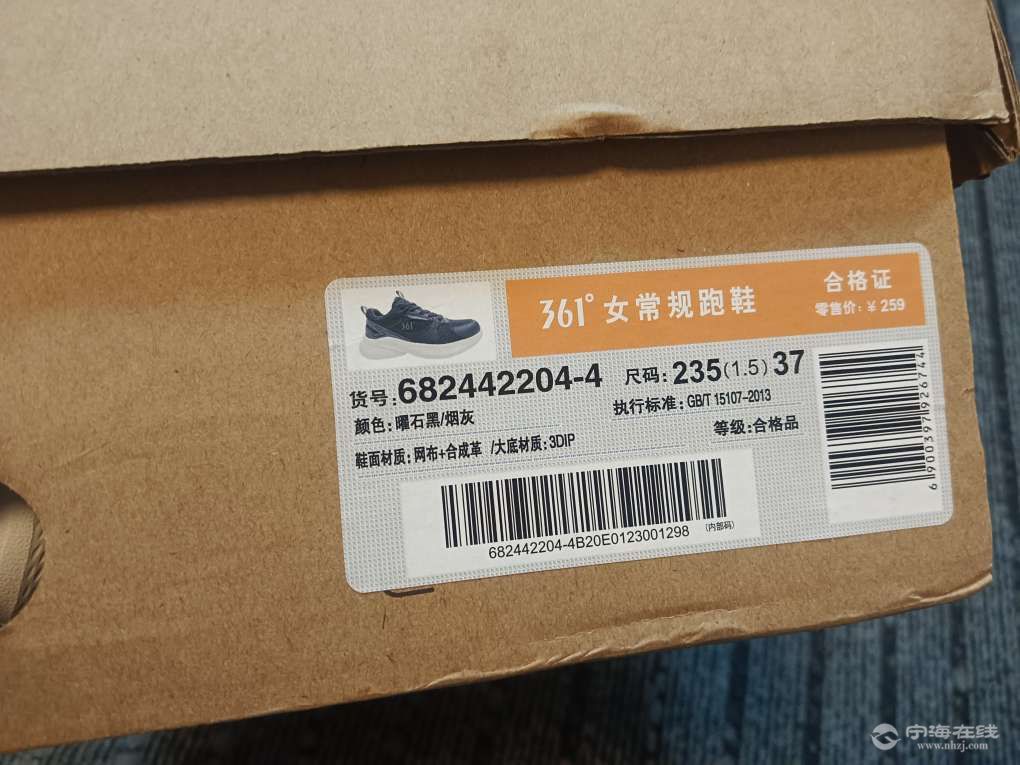 361°女常规跑鞋
合格证
零售价:￥259
361°
货号:682442204-4
尺码:235(1.5)37
颜色:曜石黑/烟灰
执行标准:GB/T 15107-2013
鞋面材质:网布+合成革 /大底材质:3DIP
等级:合格品
682442204-4B20E0123001298
(内部码)
6900397926744
宁海在线
www.nhzj.com